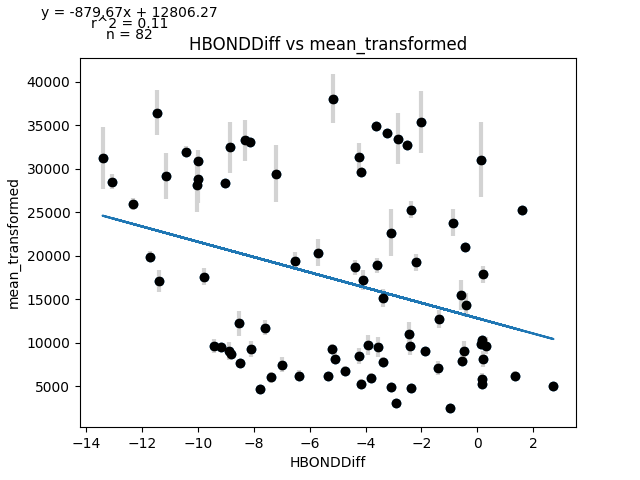 y = -879.67x + 12806.27
r^2 = 0.11
n = 82
HBONDDiff vs mean_transformed
40000
35000
30000
25000
20000
15000
10000
5000
mean_transformed
−14 −12 −10 −8 −6 −4 −2 0 2
HBONDDiff